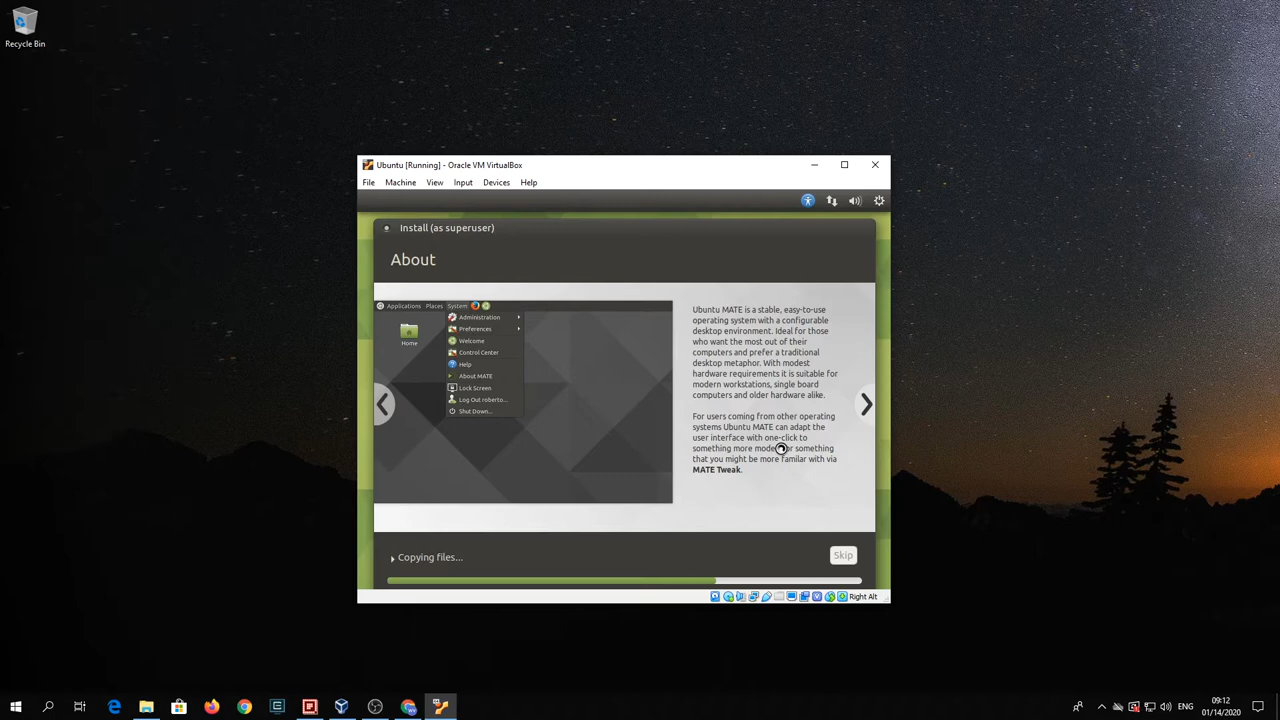 Recycle Bin
Ubuntu [Running] - Oracle VM VirtualBox
File Machine View Input Devices Help
Install (as superuser)
About
Applications Places System
Home
Administration
Preferences
Welcome
Control Center
Help
About MATE
Lock Screen
Log Out roberto...
Shut Down...
Ubuntu MATE is a stable, easy-to-use
operating system with a configurable
desktop environment. Ideal for those
who want the most out of their
computers and prefer a traditional
desktop metaphor. With modest
hardware requirements it is suitable for
modern workstations, single board
computers and older hardware alike.
For users coming from other operating
systems Ubuntu MATE can adapt the
user interface with one-click to
something more something
that you might be more familar with via
MATE Tweak.
Copying files...
Skip
Right Alt
ENG
09:12
01/14/2020